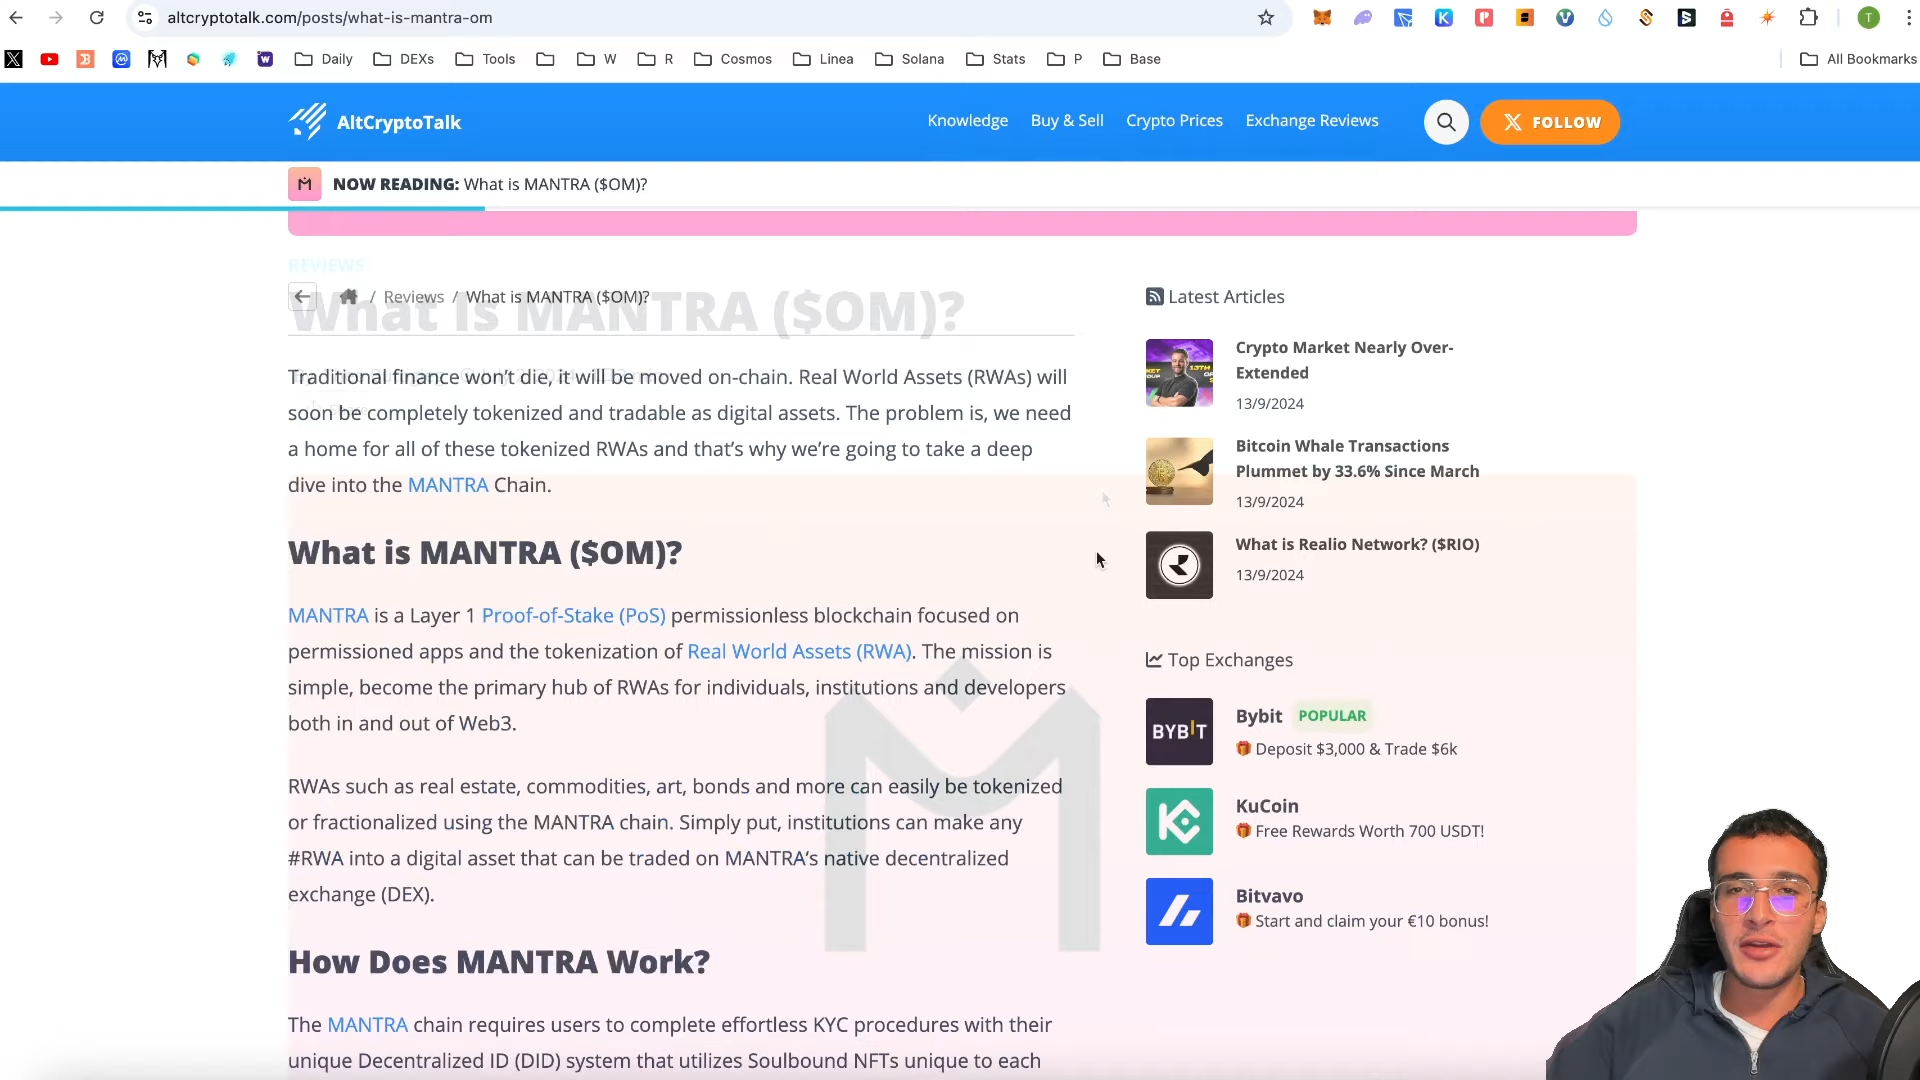 altcryptotalk.com/posts/what-is-mantra-om
T
Daily
DEXs
Tools
W
R
Cosmos
Linea
Solana
Stats
P
Base
All Bookmarks
AltCryptoTalk
Knowledge
Buy & Sell
Crypto Prices
Exchange Reviews
X FOLLOW
NOW READING: What is MANTRA ($OM)?
REVIEWS
What is MANTRA ($OM)?
/ Reviews / What is MANTRA ($OM)?
Traditional finance won’t die, it will be moved on-chain. Real World Assets (RWAs) will
soon be completely tokenized and tradable as digital assets. The problem is, we need
a home for all of these tokenized RWAs and that’s why we’re going to take a deep
dive into the MANTRA Chain.
What is MANTRA ($OM)?
MANTRA is a Layer 1 Proof-of-Stake (PoS) permissionless blockchain focused on
permissioned apps and the tokenization of Real World Assets (RWA). The mission is
simple, become the primary hub of RWAs for individuals, institutions and developers
both in and out of Web3.
RWAs such as real estate, commodities, art, bonds and more can easily be tokenized
or fractionalized using the MANTRA chain. Simply put, institutions can make any
#RWA into a digital asset that can be traded on MANTRA’s native decentralized
exchange (DEX).
How Does MANTRA Work?
The MANTRA chain requires users to complete effortless KYC procedures with their
unique Decentralized ID (DID) system that utilizes Soulbound NFTs unique to each
Latest Articles
Crypto Market Nearly Over-
Extended
13/9/2024
Bitcoin Whale Transactions
Plummet by 33.6% Since March
13/9/2024
What is Realio Network? ($RIO)
13/9/2024
Top Exchanges
BYBIT
Bybit POPULAR
Deposit $3,000 & Trade $6k
KuCoin
Free Rewards Worth 700 USDT!
Bitvavo
Start and claim your €10 bonus!